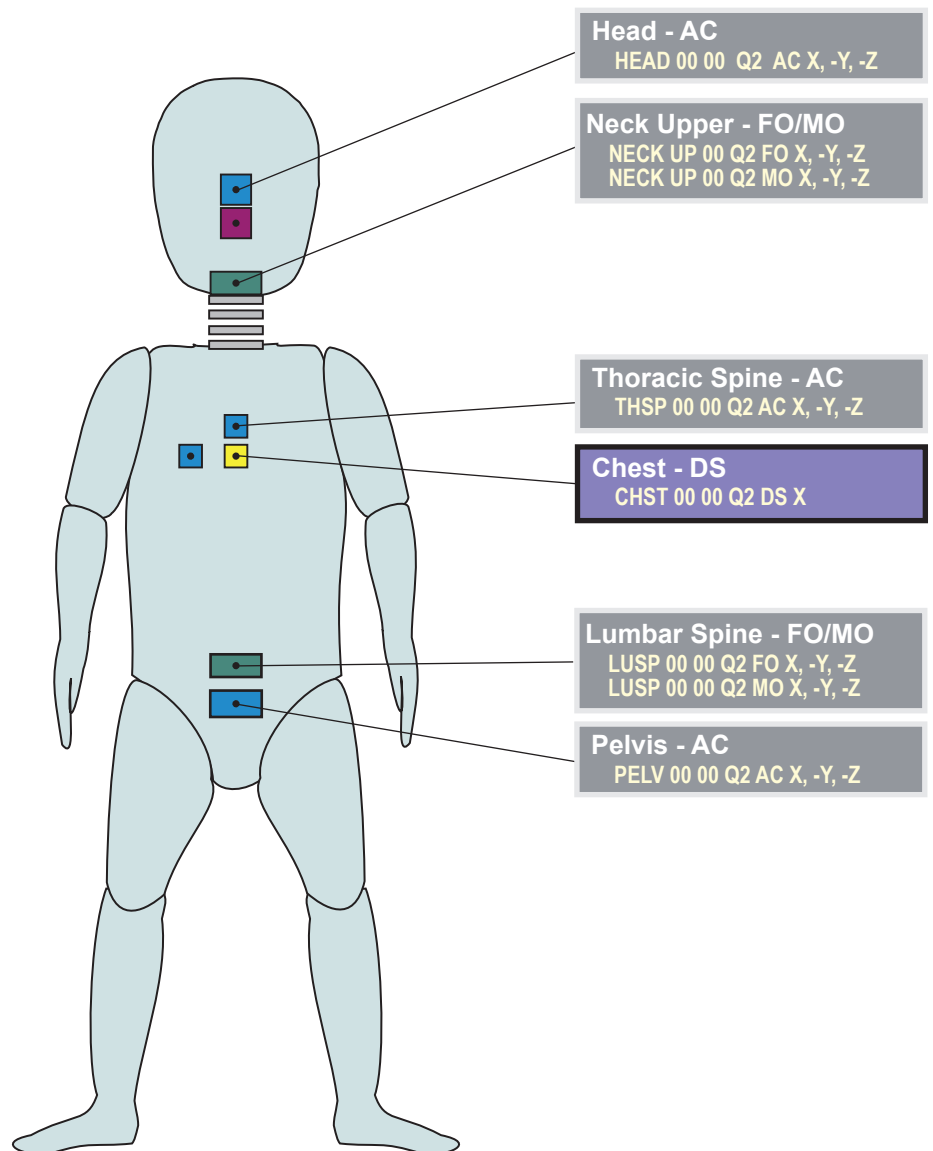 Head - AC
HEAD 00 00 Q2 AC X, -Y, -Z
Neck Upper - FO/MO
NECK UP 00 Q2 FO X, -Y, -Z
NECK UP 00 Q2 MO X, -Y, -Z
Thoracic Spine - AC
THSP 00 00 Q2 AC X, -Y, -Z
Chest - DS
CHST 00 00 Q2 DS X
Lumbar Spine - FO/MO
LUSP 00 00 Q2 FO X, -Y, -Z
LUSP 00 00 Q2 MO X, -Y, -Z
Pelvis - AC
PELV 00 00 Q2 AC X, -Y, -Z